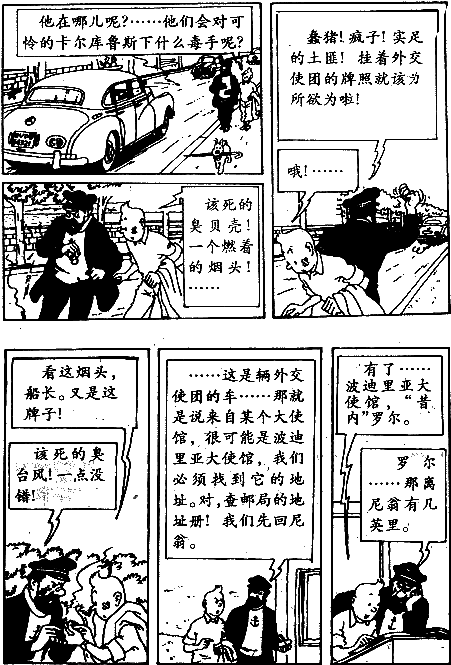 他在哪儿呢？……他们会对可
怜的卡尔库鲁斯下什么毒手呢？
蠢猪！疯子！实足
的土匪！挂着外交
使团的牌照就该为
所欲为啦！
哦！……
该死的
臭贝壳！
一个燃着
的烟头！
……
看这烟头，
船长。又是这
牌子！
该死的臭
台风！一点没
错！
……这是辆外交
使团的车……那就
是说来自某个大使
馆，很可能是波迪
里亚大使馆，我们
必须找到它的地
址。对，查邮局的地
址册！我们先回尼
翁。
有了……
波迪里亚大
使馆，“昔
内”罗尔。
罗尔
……那离
尼翁有几
英里。